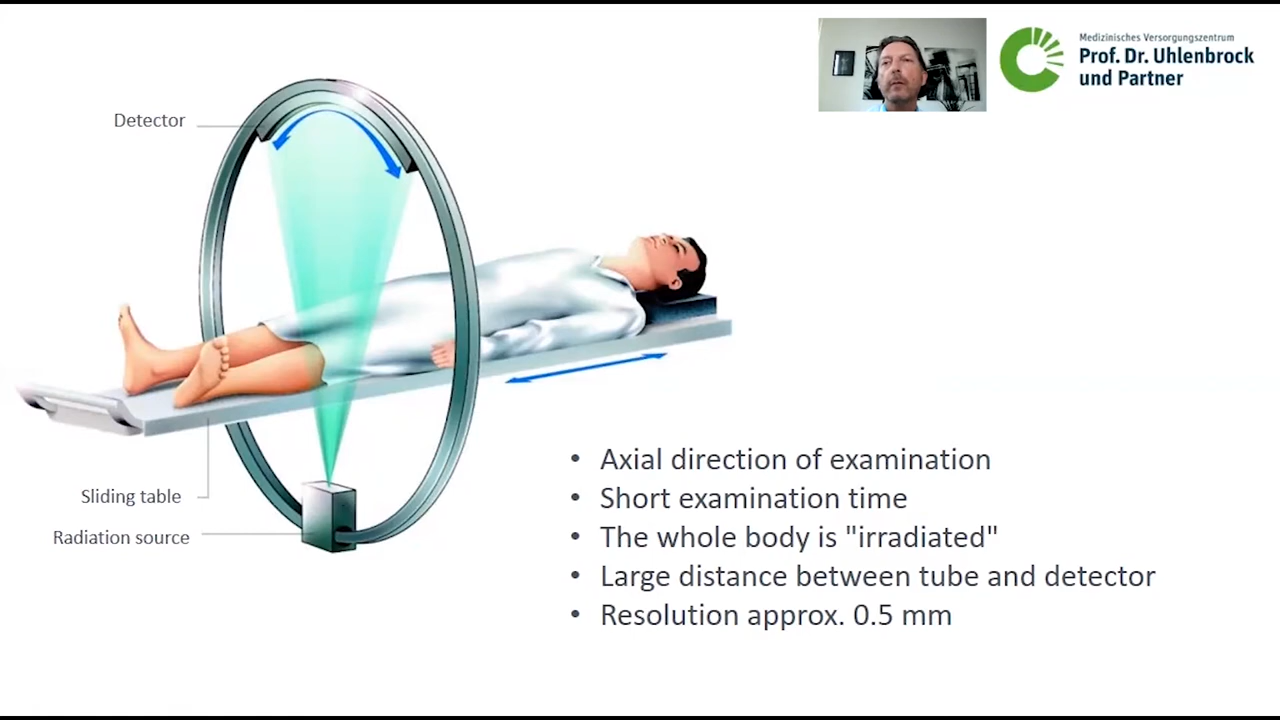 Medizinisches Versorgungszentrum
Prof. Dr. Uhlenbrock
und Partner
Detector
Sliding table
Radiation source
• Axial direction of examination
• Short examination time
• The whole body is "irradiated"
• Large distance between tube and detector
• Resolution approx. 0.5 mm